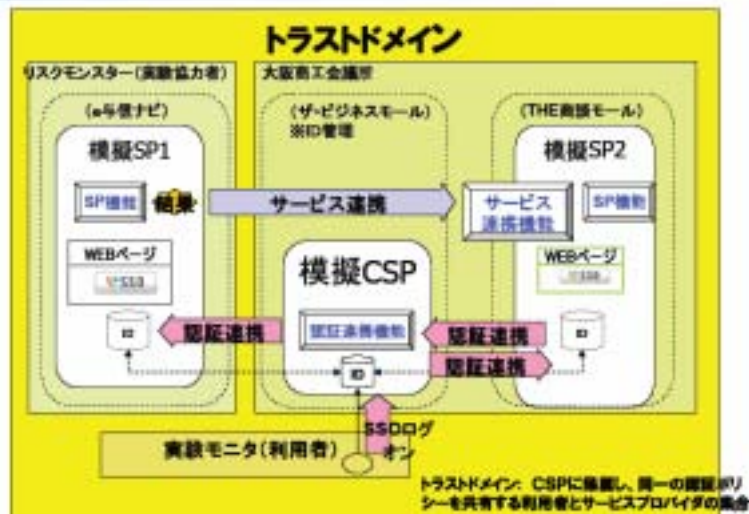 トラストドメイン
リスクモンスター(実験協力者)
大阪商工会議所
(e与信ナビ)
(ザ・ビジネスモール)
※ID管理
(THE商談モール)
模擬SP1
模擬SP2
SP機能
結果
サービス連携
サービス
連携機能
SP機能
WEBページ
SSO
模擬CSP
WEBページ
SSO
ID
認証連携
認証連携機能
認証連携
ID
認証連携
ID
SSOログ
オン
実験モニタ(利用者)
トラストドメイン: CSPに帰属し、同一の認証ポリ
シーを共有する利用者とサービスプロバイダの集合